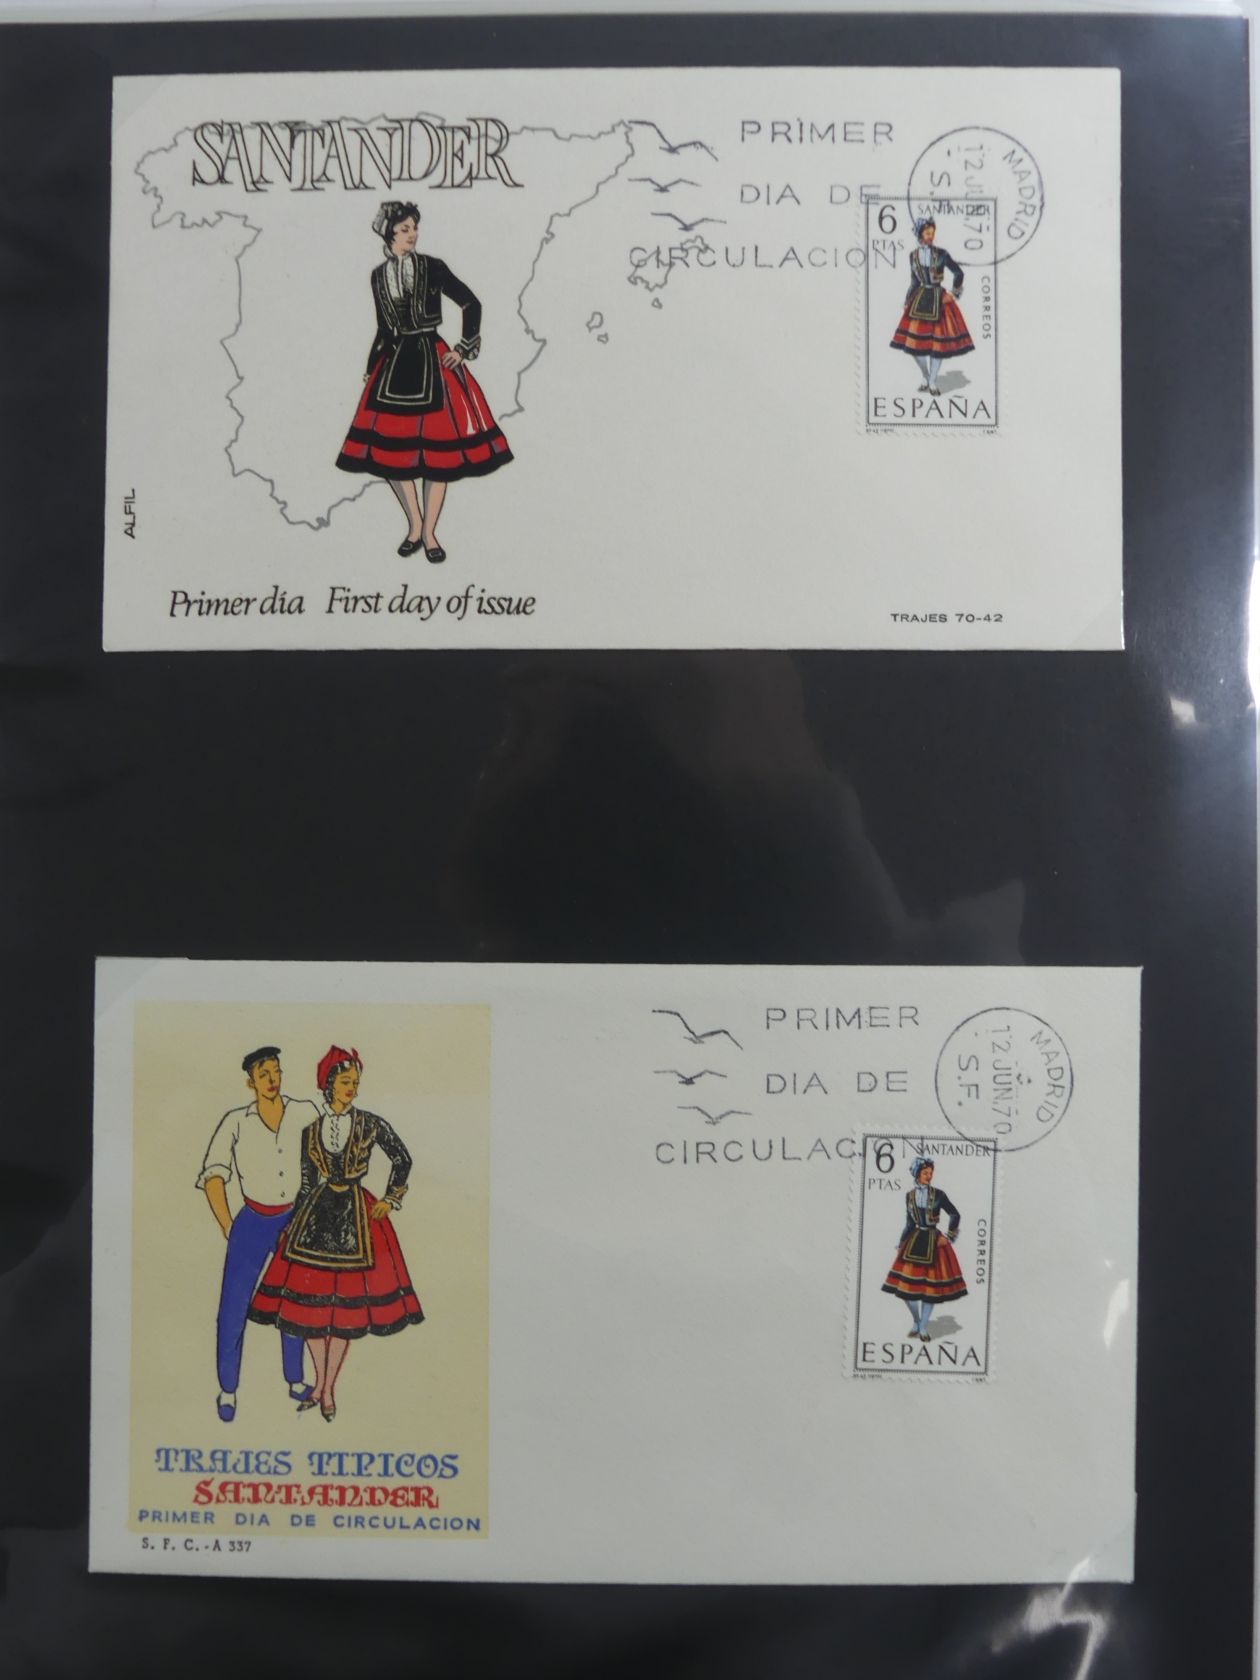 SANTANDER
PRIMER
DIA DE
CIRCULACION
MADRID
12 JUN. 70
S.F.
6
PTAS
SANTANDER
CORREOS
ESPAÑA
ALFIL
Primer día First day of issue
TRAJES 70-42
PRIMER
DIA DE
CIRCULACION
MADRID
12 JUN. 70
S.F.
6
PTAS
SANTANDER
CORREOS
ESPAÑA
TRAJES TIPICOS
SANTANDER
PRIMER DIA DE CIRCULACION
S. F. C. - A 337